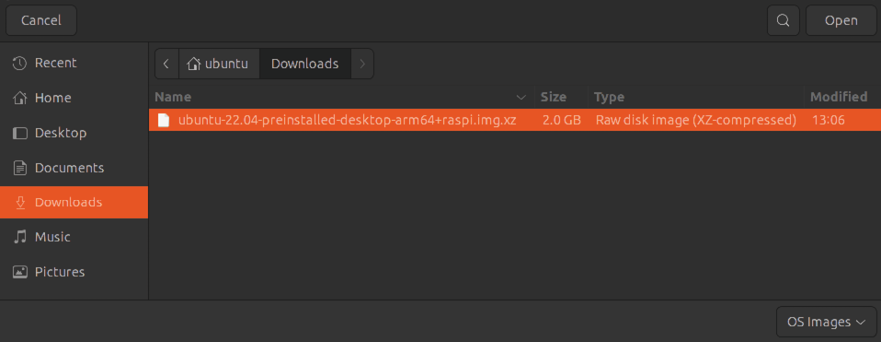 Cancel
Open
Recent
Home
Desktop
Documents
Downloads
Music
Pictures
ubuntu Downloads
Name Size Type Modified
ubuntu-22.04-preinstalled-desktop-arm64+raspi.img.xz 2.0 GB Raw disk image (XZ-compressed) 13:06
OS Images